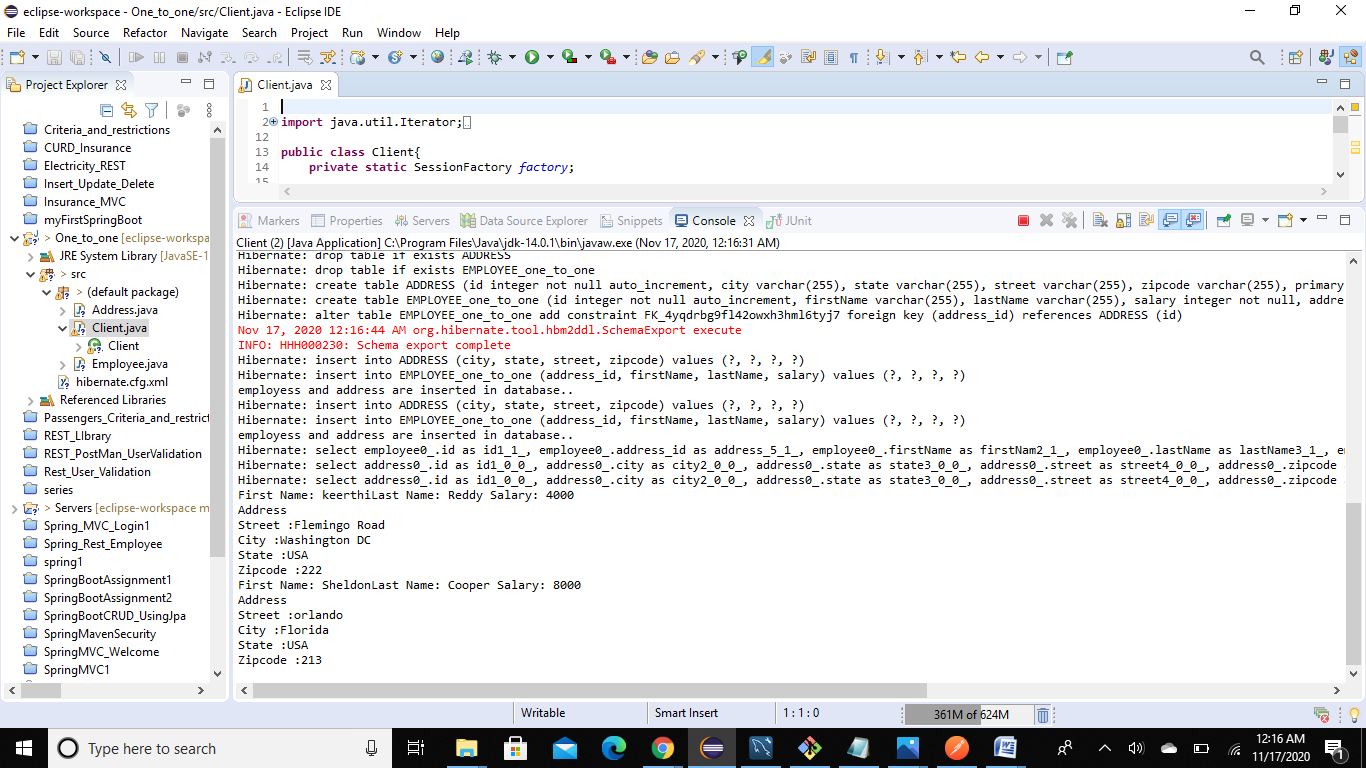 eclipse-workspace - One_to_one/src/Client.java - Eclipse IDE
File Edit Source Refactor Navigate Search Project Run Window Help
Project Explorer
Criteria_and_restrictions
CURD_Insurance
Electricity_REST
Insert_Update_Delete
Insurance_MVC
myFirstSpringBoot
> One_to_one [eclipse-workspa
JRE System Library [JavaSE-1
> src
> (default package)
Address.java
Client.java
Client
Employee.java
hibernate.cfg.xml
Referenced Libraries
Passengers_Criteria_and_restrict
REST_LIbrary
REST_PostMan_UserValidation
Rest_User_Validation
series
> Servers [eclipse-workspace m
Spring_MVC_Login1
Spring_Rest_Employee
spring1
SpringBootAssignment1
SpringBootAssignment2
SpringBootCRUD_UsingJpa
SpringMavenSecurity
SpringMVC_Welcome
SpringMVC1
Client.java
1
2 import java.util.Iterator;
12
13 public class Client{
14 private static SessionFactory factory;
15
Markers Properties Servers Data Source Explorer Snippets Console JUnit
Client (2) [Java Application] C:\Program Files\Java\jdk-14.0.1\bin\javaw.exe (Nov 17, 2020, 12:16:31 AM)
Hibernate: drop table if exists ADDRESS
Hibernate: drop table if exists EMPLOYEE_one_to_one
Hibernate: create table ADDRESS (id integer not null auto_increment, city varchar(255), state varchar(255), street varchar(255), zipcode varchar(255), primary
Hibernate: create table EMPLOYEE_one_to_one (id integer not null auto_increment, firstName varchar(255), lastName varchar(255), salary integer not null, addre
Hibernate: alter table EMPLOYEE_one_to_one add constraint FK_4yqdrbg9fl42owxh3hml6tyj7 foreign key (address_id) references ADDRESS (id)
Nov 17, 2020 12:16:44 AM org.hibernate.tool.hbm2ddl.SchemaExport execute
INFO: HHH000230: Schema export complete
Hibernate: insert into ADDRESS (city, state, street, zipcode) values (?, ?, ?, ?)
Hibernate: insert into EMPLOYEE_one_to_one (address_id, firstName, lastName, salary) values (?, ?, ?, ?)
employess and address are inserted in database..
Hibernate: insert into ADDRESS (city, state, street, zipcode) values (?, ?, ?, ?)
Hibernate: insert into EMPLOYEE_one_to_one (address_id, firstName, lastName, salary) values (?, ?, ?, ?)
employess and address are inserted in database..
Hibernate: select employee0_.id as id1_1_, employee0_.address_id as address_5_1_, employee0_.firstName as firstNam2_1_, employee0_.lastName as lastName3_1_, e
Hibernate: select address0_.id as id1_0_0_, address0_.city as city2_0_0_, address0_.state as state3_0_0_, address0_.street as street4_0_0_, address0_.zipcode
Hibernate: select address0_.id as id1_0_0_, address0_.city as city2_0_0_, address0_.state as state3_0_0_, address0_.street as street4_0_0_, address0_.zipcode
First Name: keerthiLast Name: Reddy Salary: 4000
Address
Street :Flemingo Road
City :Washington DC
State :USA
Zipcode :222
First Name: SheldonLast Name: Cooper Salary: 8000
Address
Street :orlando
City :Florida
State :USA
Zipcode :213
Writable Smart Insert 1 : 1 : 0 361M of 624M
Type here to search
12:16 AM
11/17/2020
1